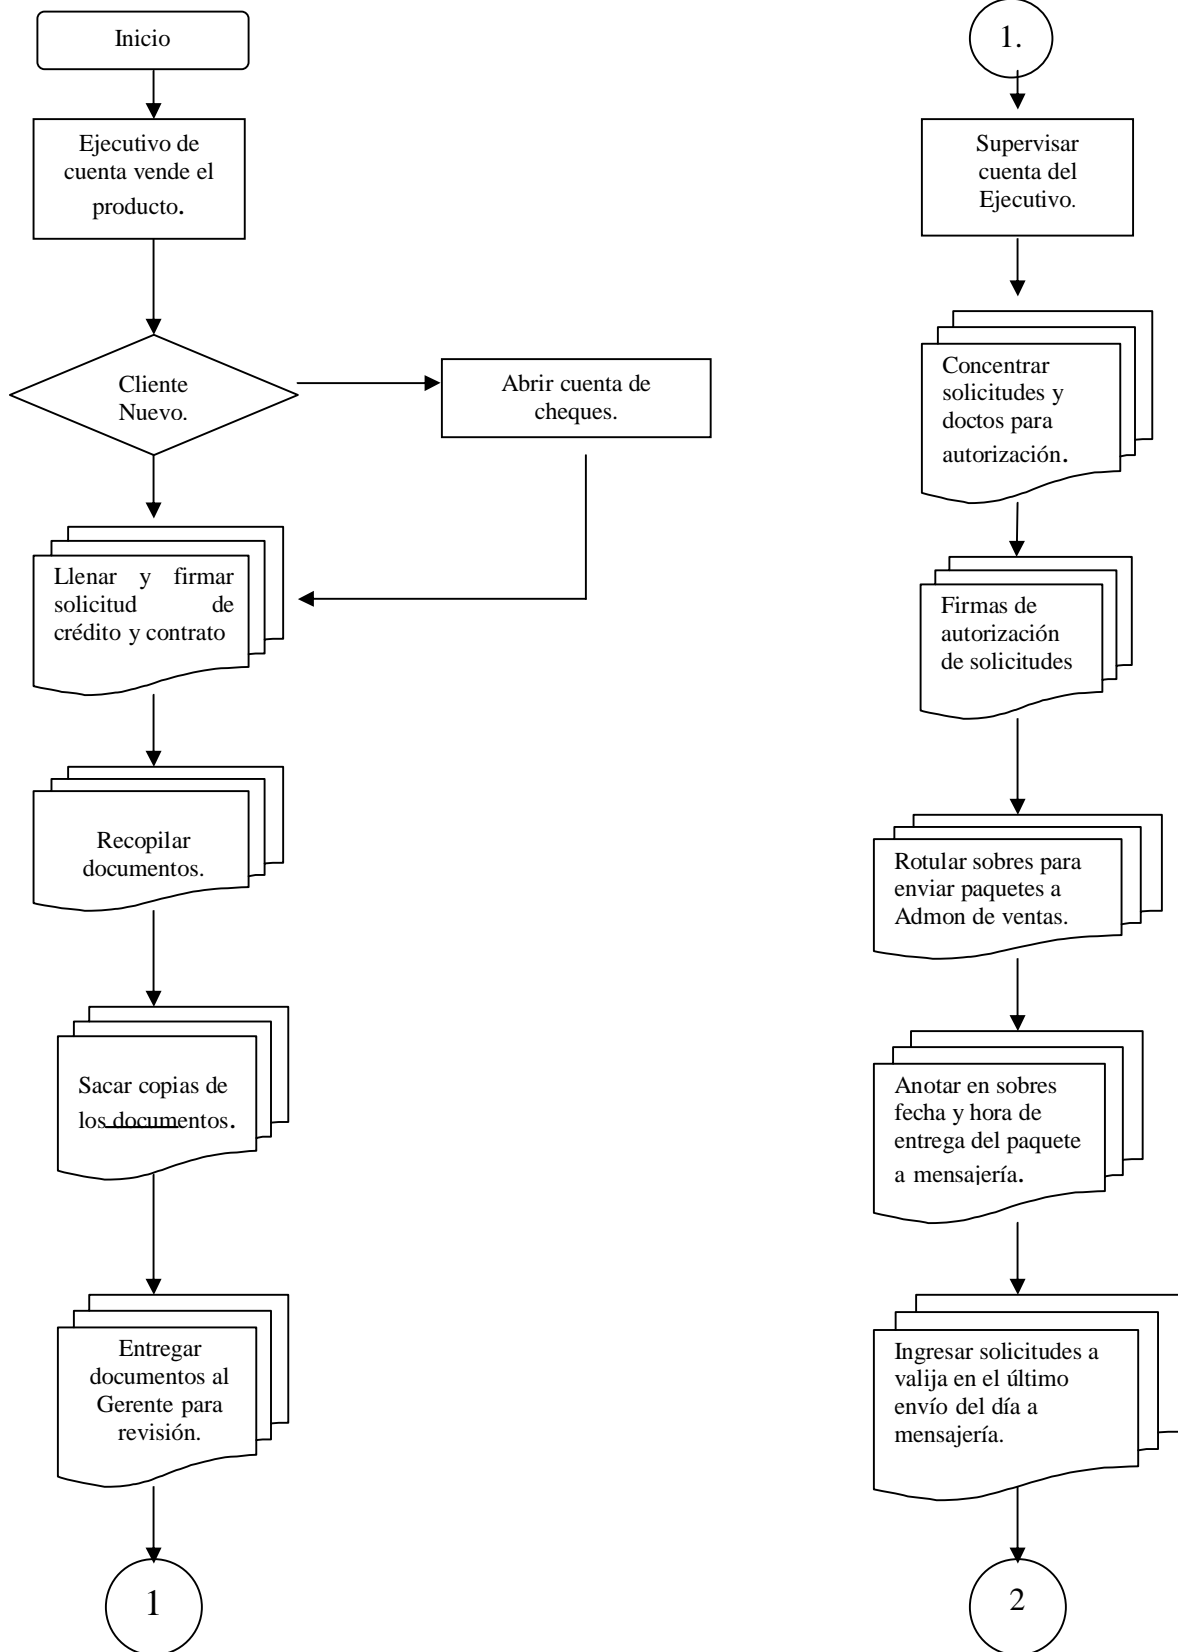 Inicio
Ejecutivo de
cuenta vende el
producto.
Cliente
Nuevo.
Abrir cuenta de
cheques.
Llenar y firmar
solicitud de
crédito y contrato
Recopilar
documentos.
Sacar copias de
los documentos.
Entregar
documentos al
Gerente para
revisión.
1
1.
Supervisar
cuenta del
Ejecutivo.
Concentrar
solicitudes y
doctos para
autorización.
Firmas de
autorización
de solicitudes
Rotular sobres para
enviar paquetes a
Admon de ventas.
Anotar en sobres
fecha y hora de
entrega del paquete
a mensajería.
Ingresar solicitudes a
valija en el último
envío del día a
mensajería.
2